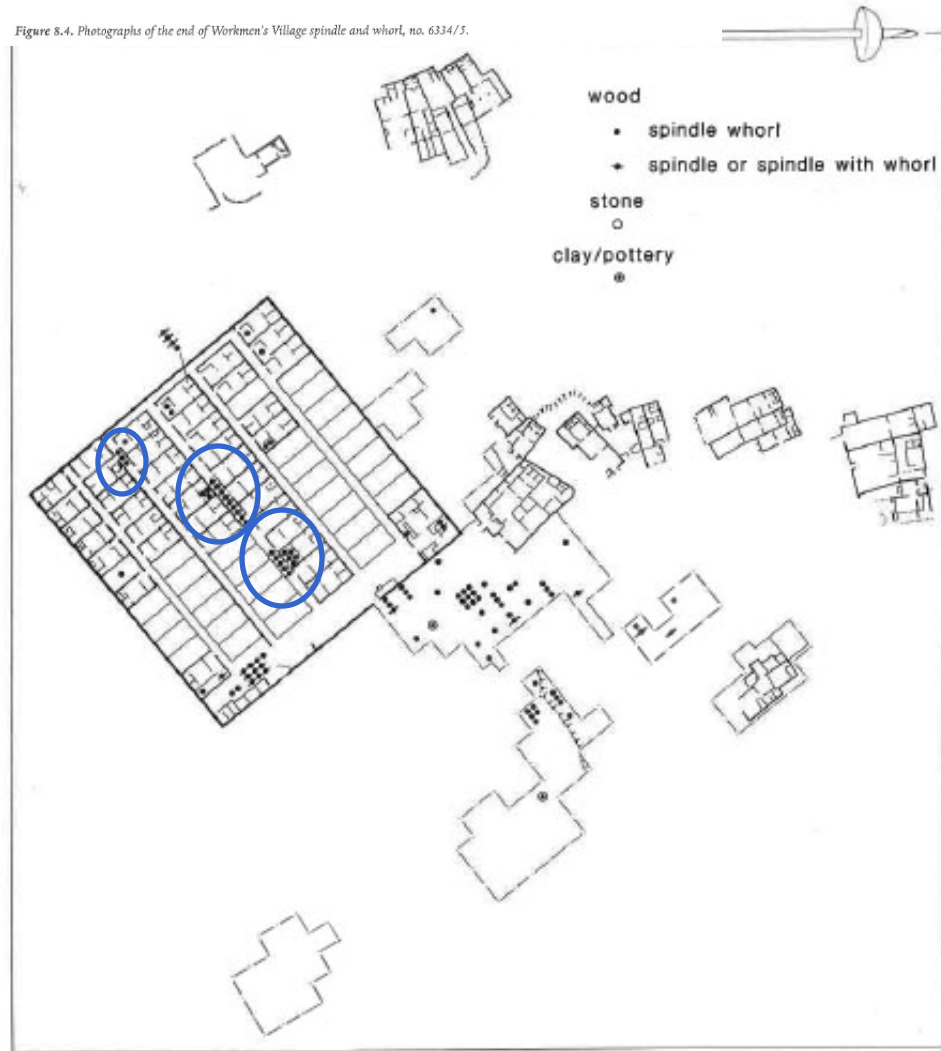 Figure 8.4. Photographs of the end of Workmen's Village spindle and whorl, no. 6334/5.
wood
spindle whorl
spindle or spindle with whorl
stone
clay/pottery